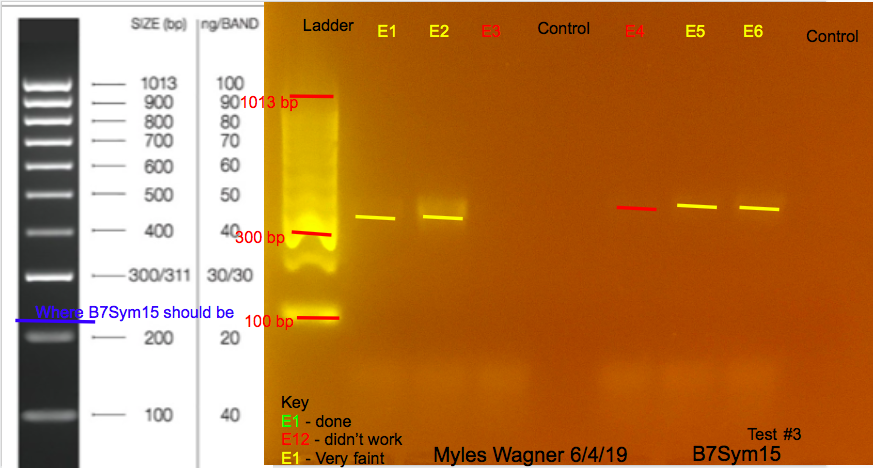 SIZE (bp) ng/BAND
1013 100
900 90
800 80
700 70
600 60
500 50
400 40
300/311 30/30
Where B7Sym15 should be
200 20
100 40
Ladder E1 E2 E3 Control E4 E5 E6 Control
1013 bp
300 bp
100 bp
Key
E1 - done
E12 - didn't work
E1 - Very faint
Myles Wagner 6/4/19
Test #3
B7Sym15